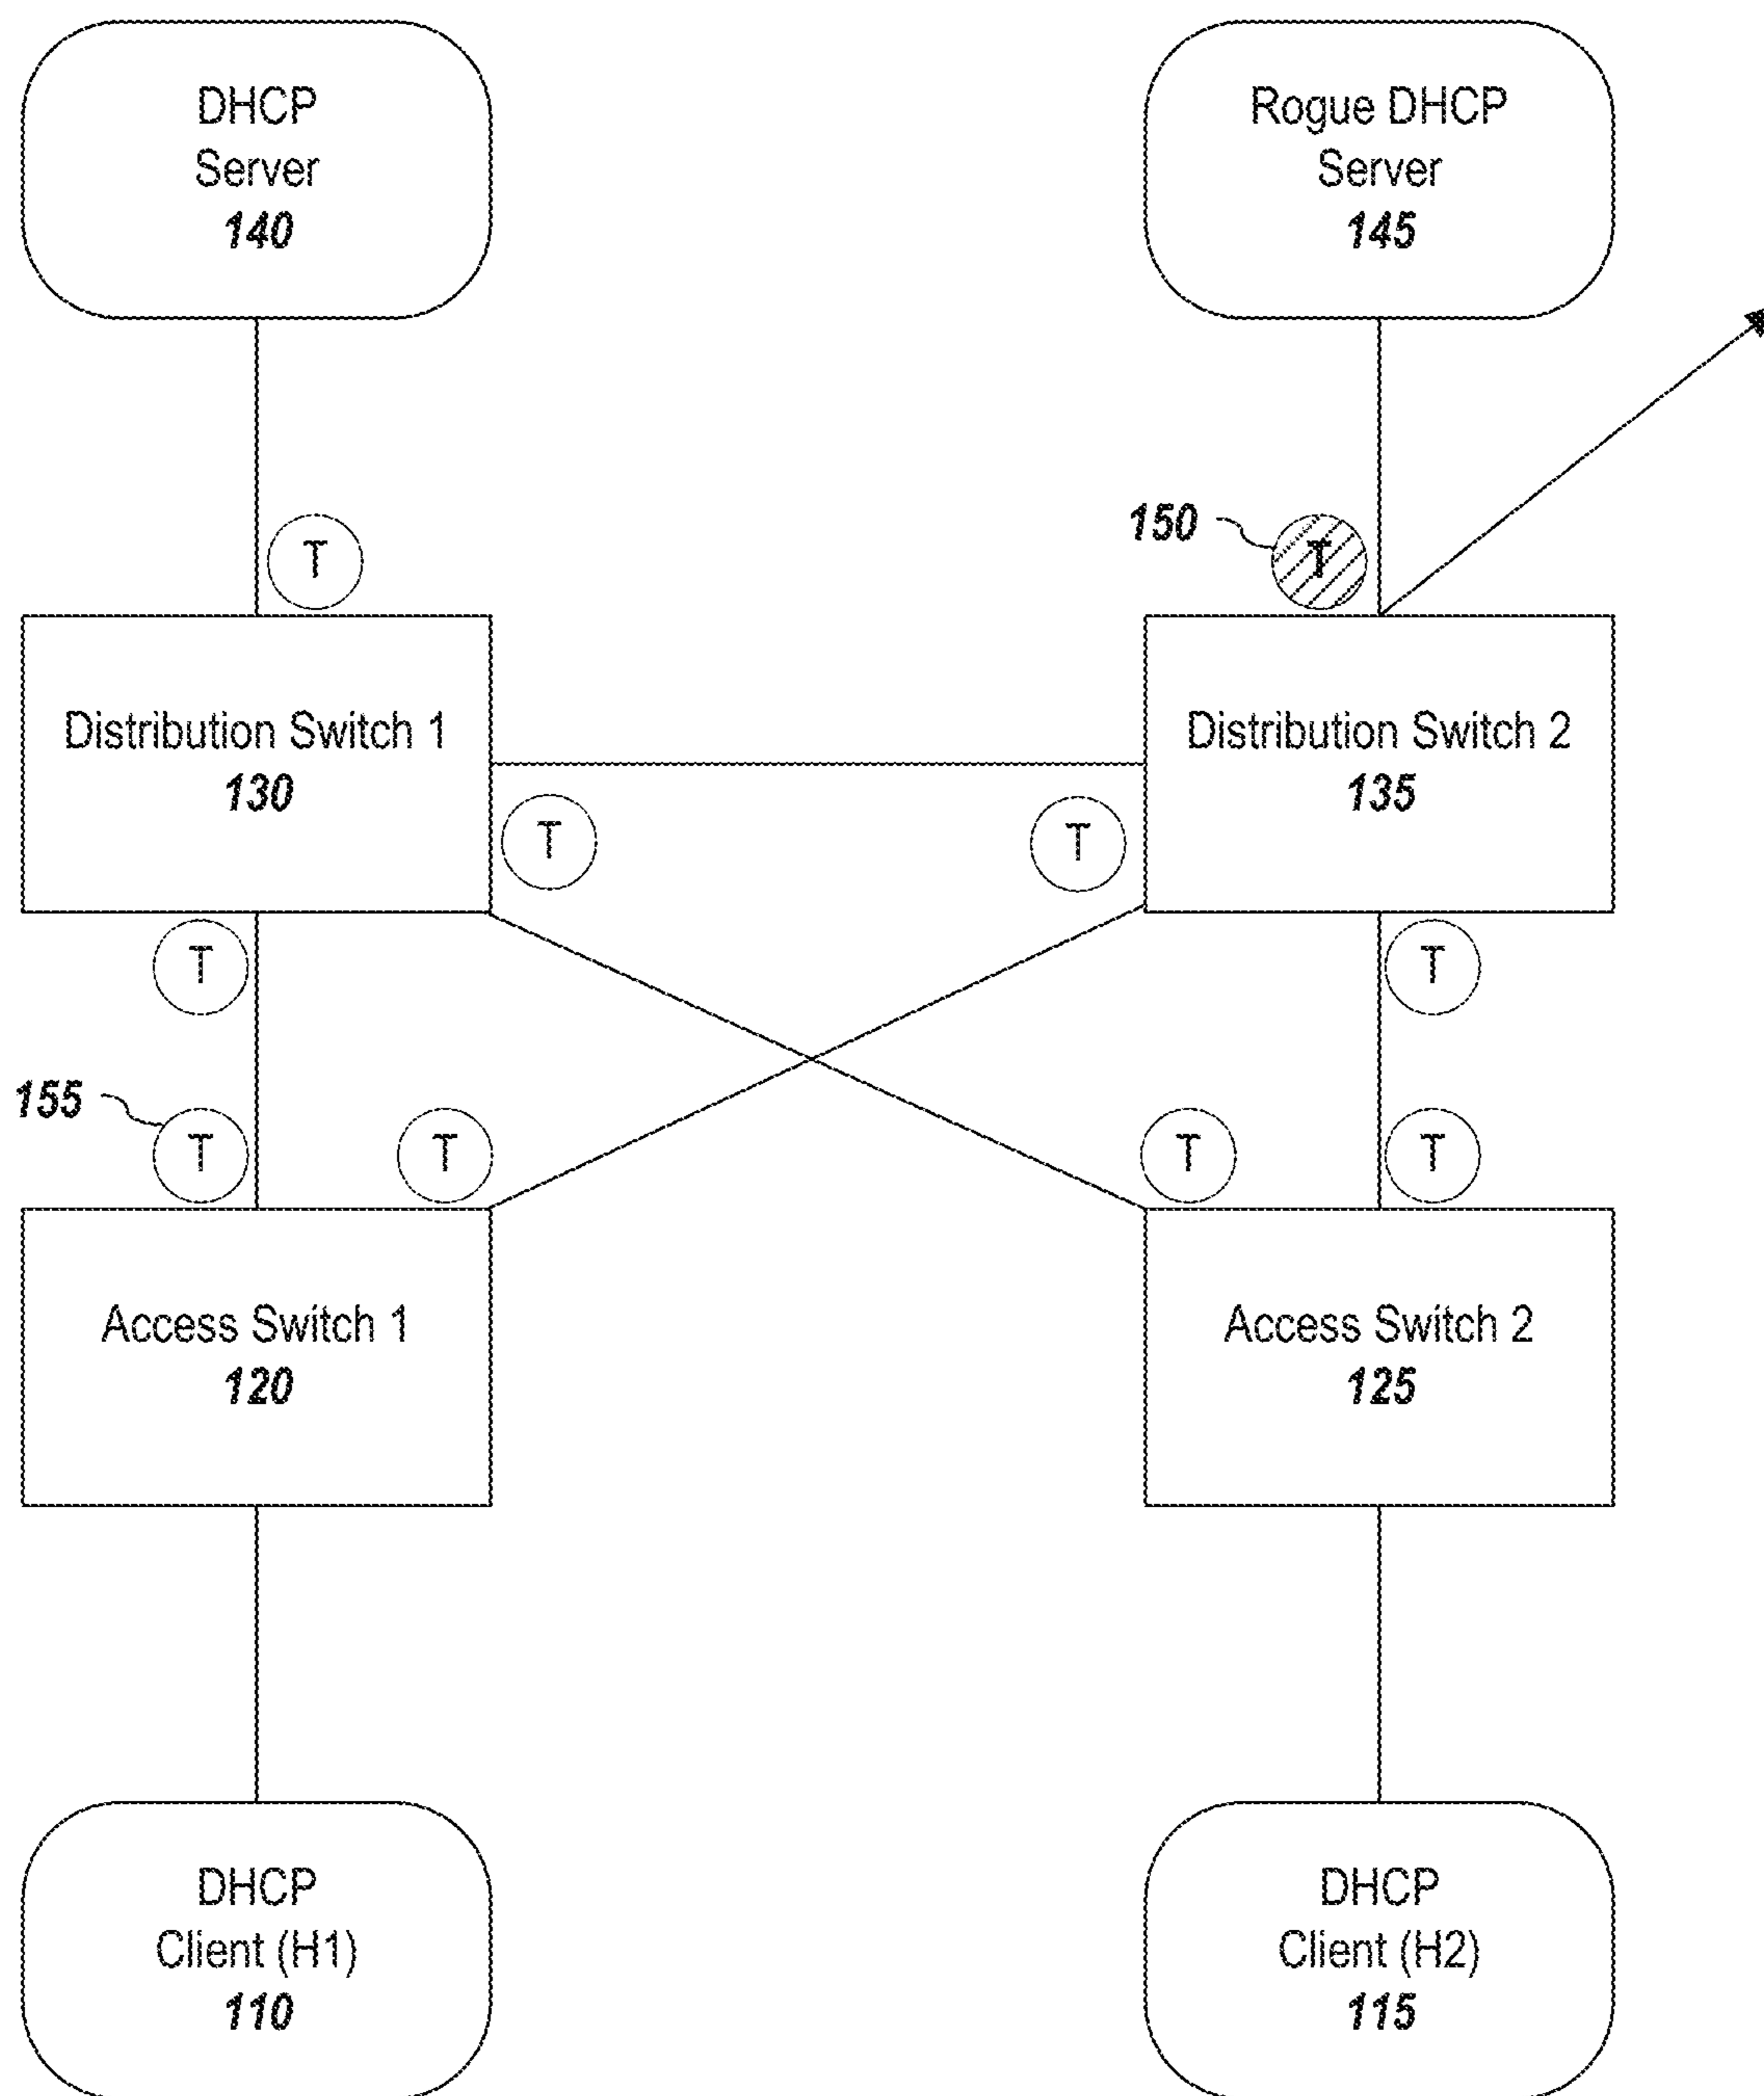 DHCP
Server
140
Rogue DHCP
Server
145
T
150
T
Distribution Switch 1
130
Distribution Switch 2
135
T
T
T
T
155
T
T
T
T
Access Switch 1
120
Access Switch 2
125
DHCP
Client (H1)
110
DHCP
Client (H2)
115